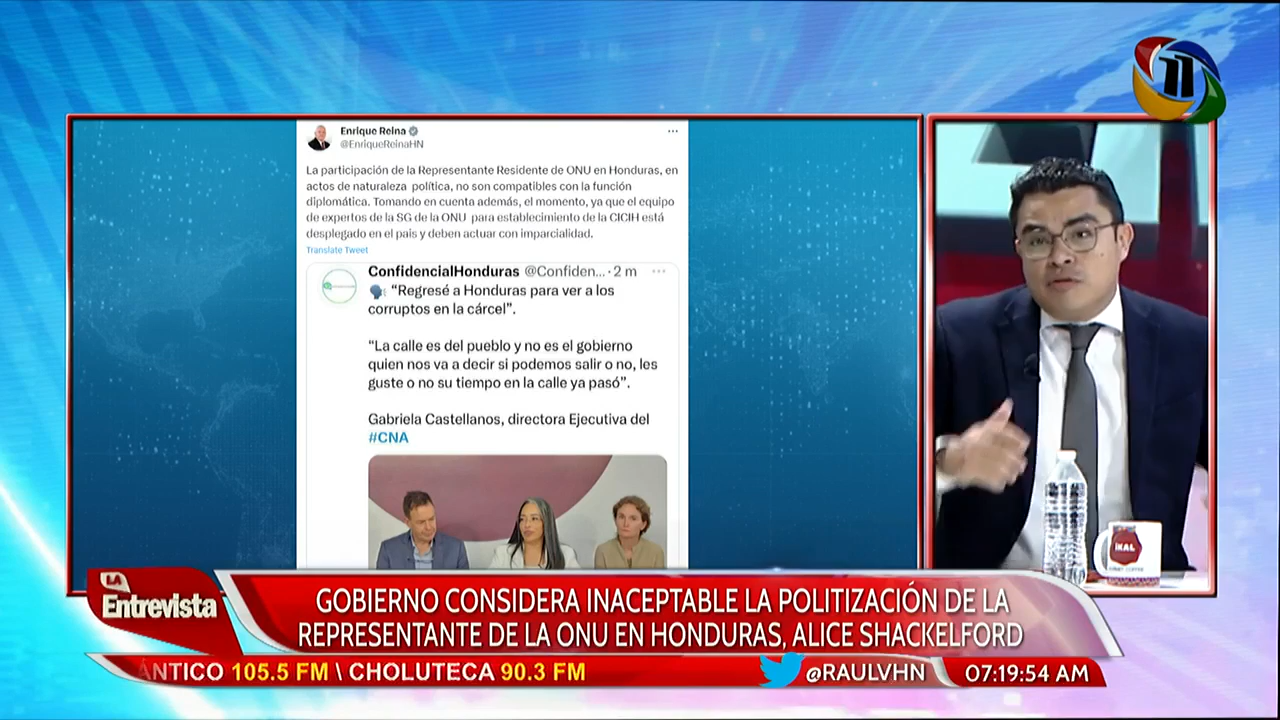 11
Enrique Reina
@EnriqueReinaHN
La participación de la Representante Residente de ONU en Honduras, en
actos de naturaleza política, no son compatibles con la función
diplomática. Tomando en cuenta además, el momento, ya que el equipo
de expertos de la SG de la ONU para establecimiento de la CICIH está
desplegado en el pais y deben actuar con imparcialidad.
Translate Tweet
ConfidencialHonduras @Confiden... · 2 m
“Regresé a Honduras para ver a los
corruptos en la cárcel”.
“La calle es del pueblo y no es el gobierno
quien nos va a decir si podemos salir o no, les
guste o no su tiempo en la calle ya pasó”.
Gabriela Castellanos, directora Ejecutiva del
#CNA
iKAL
LA
Entrevista
GOBIERNO CONSIDERA INACEPTABLE LA POLITIZACIÓN DE LA
REPRESENTANTE DE LA ONU EN HONDURAS, ALICE SHACKELFORD
ÁNTICO 105.5 FM \ CHOLUTECA 90.3 FM
@RAULVHN
07:19:54 AM